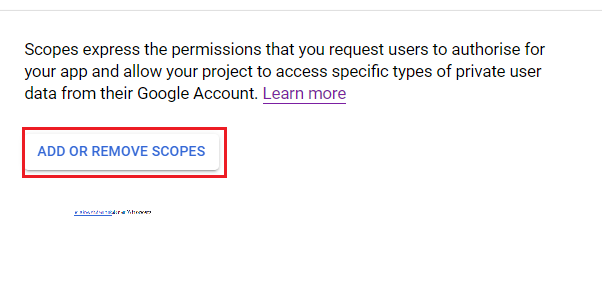 Scopes express the permissions that you request users to authorise for
your app and allow your project to access specific types of private user
data from their Google Account. Learn more
ADD OR REMOVE SCOPES